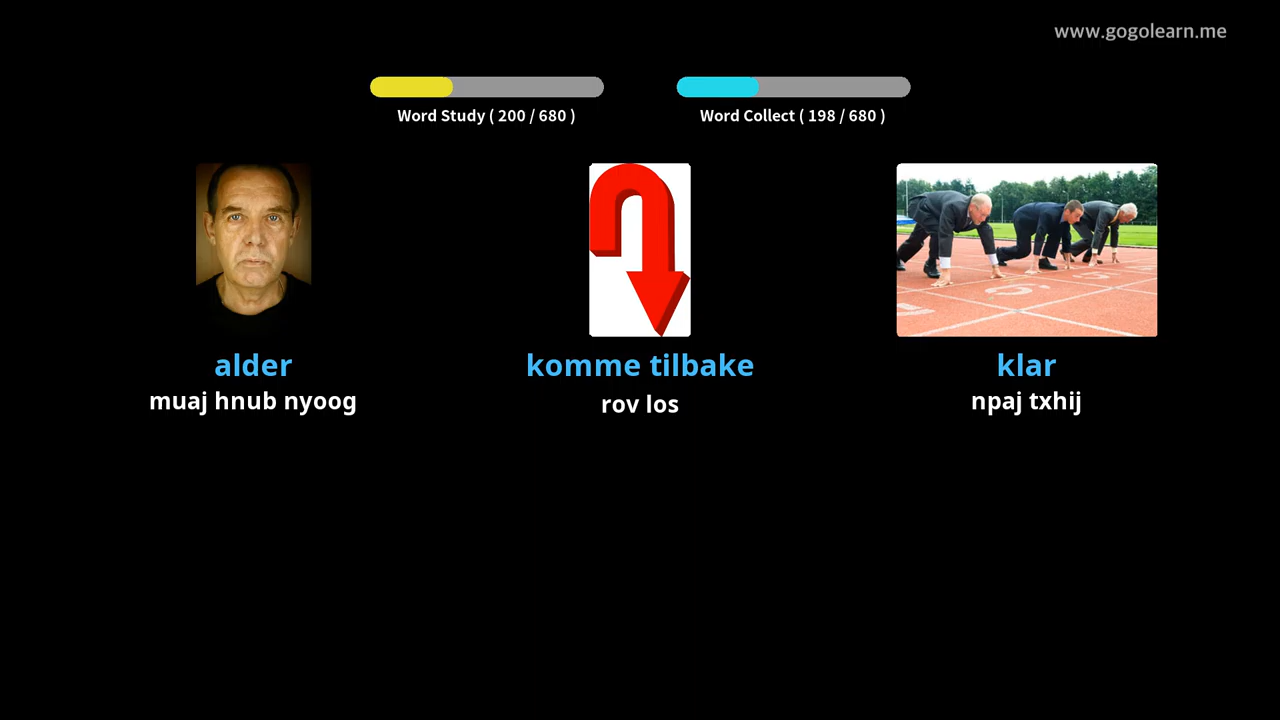 www.gogolearn.me
Word Study ( 200 / 680 )
Word Collect ( 198 / 680 )
alder
muaj hnub nyoog
komme tilbake
rov los
klar
npaj txhij